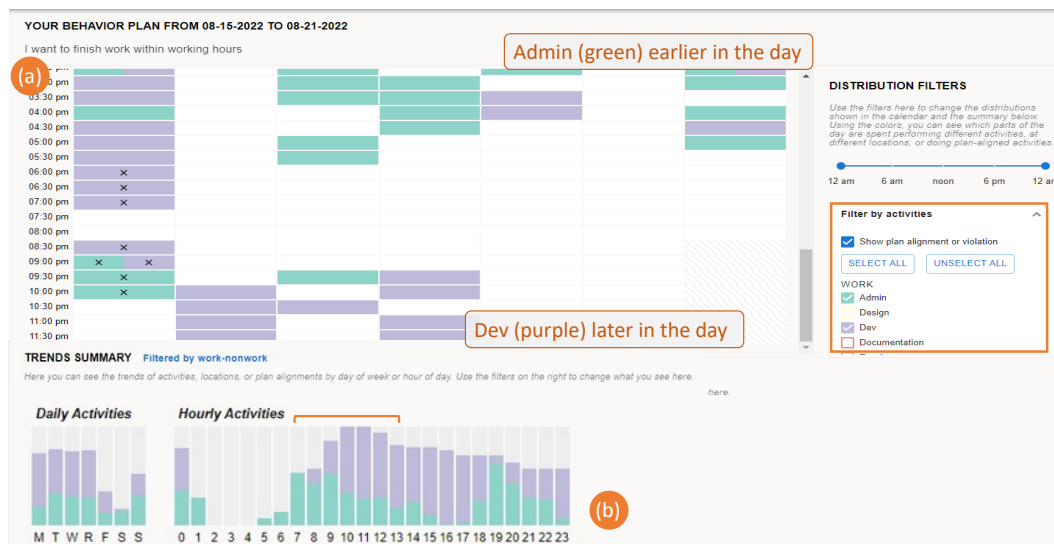 YOUR BEHAVIOR PLAN FROM 08-15-2022 TO 08-21-2022
I want to finish work within working hours
Admin (green) earlier in the day
(a)
03:30 pm
04:00 pm
04:30 pm
05:00 pm
05:30 pm
06:00 pm
06:30 pm
07:00 pm
07:30 pm
08:00 pm
08:30 pm
09:00 pm
09:30 pm
10:00 pm
10:30 pm
11:00 pm
11:30 pm
Dev (purple) later in the day
DISTRIBUTION FILTERS
Use the filters here to change the distributions
shown in the calendar and the summary below.
Using the colors, you can see which parts of the
day are spent performing different activities, at
different locations, or doing plan-aligned activities.
12 am 6 am noon 6 pm 12 am
Filter by activities
Show plan alignment or violation
SELECT ALL UNSELECT ALL
WORK
Admin
Design
Dev
Documentation
TRENDS SUMMARY Filtered by work-nonwork
Here you can see the trends of activities, locations, or plan alignments by day of week or hour of day. Use the filters on the right to change what you see here.
here.
Daily Activities Hourly Activities
(b)
M T W R F S S 0 1 2 3 4 5 6 7 8 9 10 11 12 13 14 15 16 17 18 19 20 21 22 23